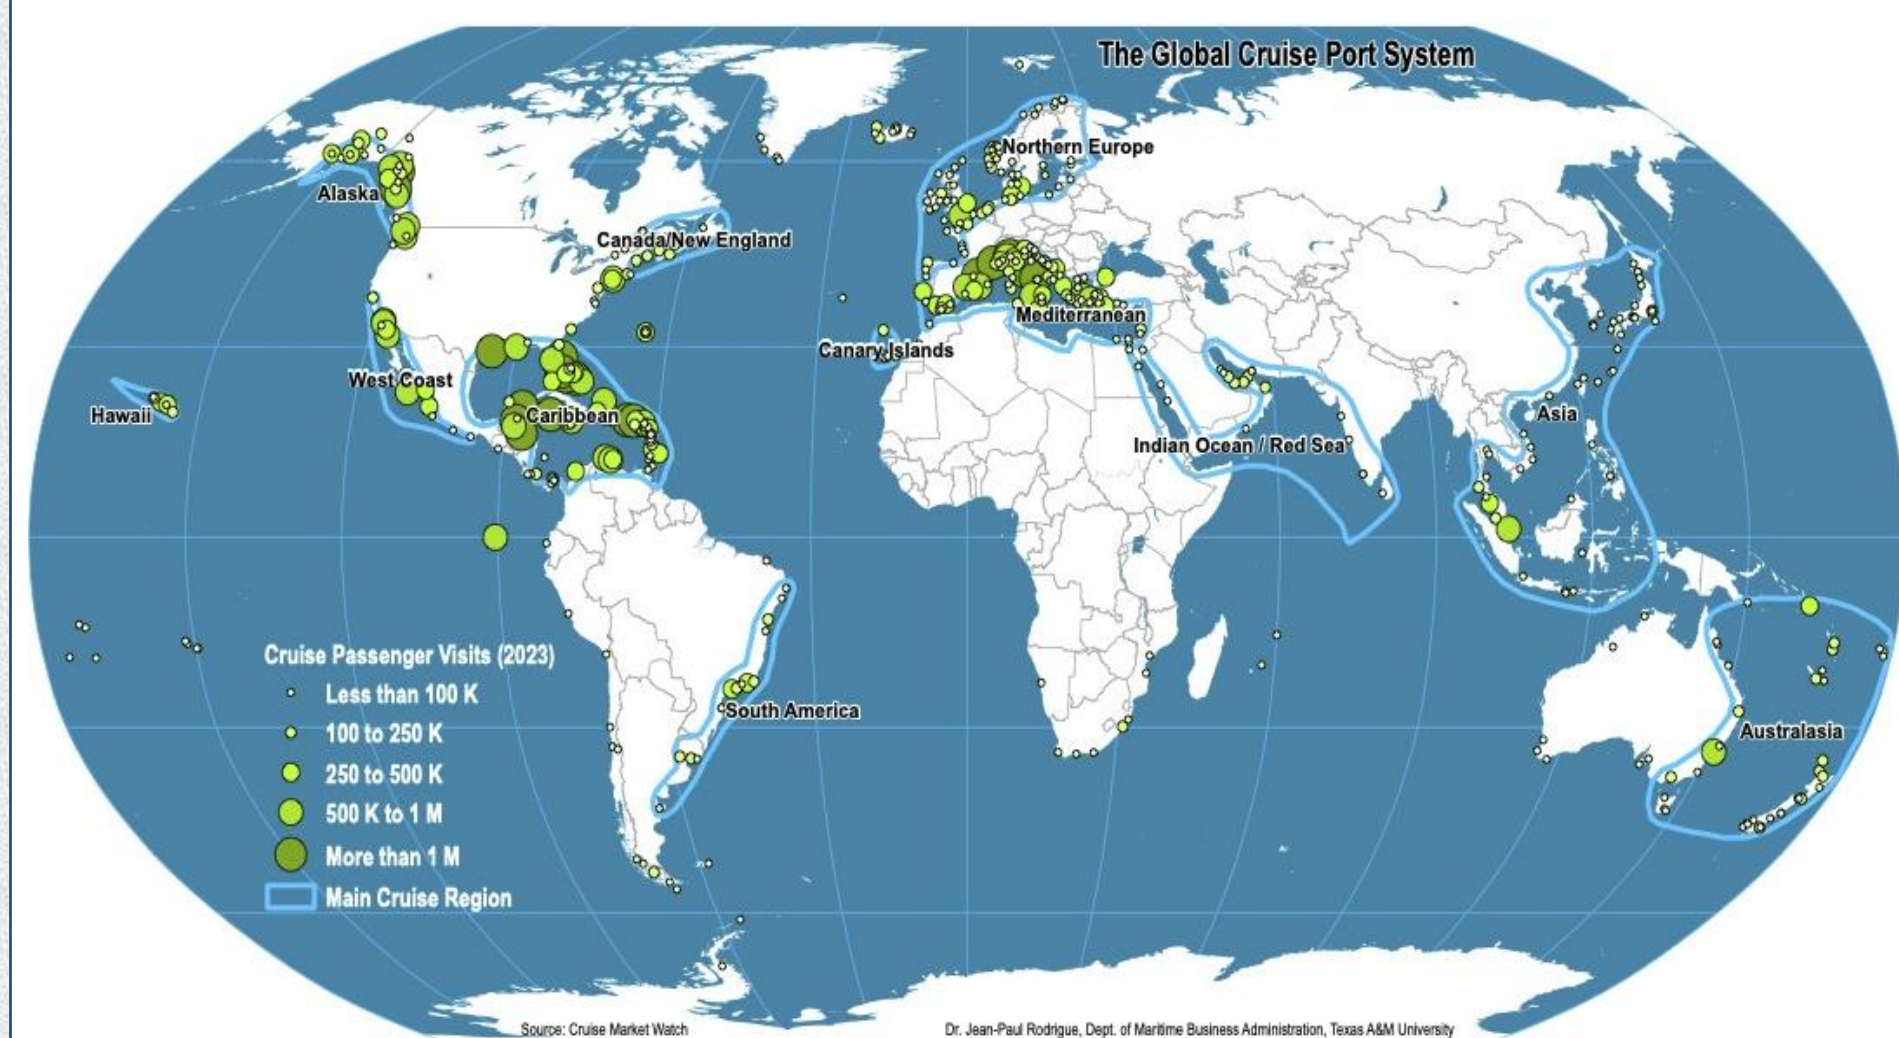 The Global Cruise Port System
Northern Europe
Alaska
Canada/New England
Mediterranean
Canary Islands
West Coast
Hawaii
Caribbean
Asia
Indian Ocean / Red Sea
South America
Australasia
Cruise Passenger Visits (2023)
Less than 100 K
100 to 250 K
250 to 500 K
500 K to 1 M
More than 1 M
Main Cruise Region
Source: Cruise Market Watch
Dr. Jean-Paul Rodrigue, Dept. of Maritime Business Administration, Texas A&M University